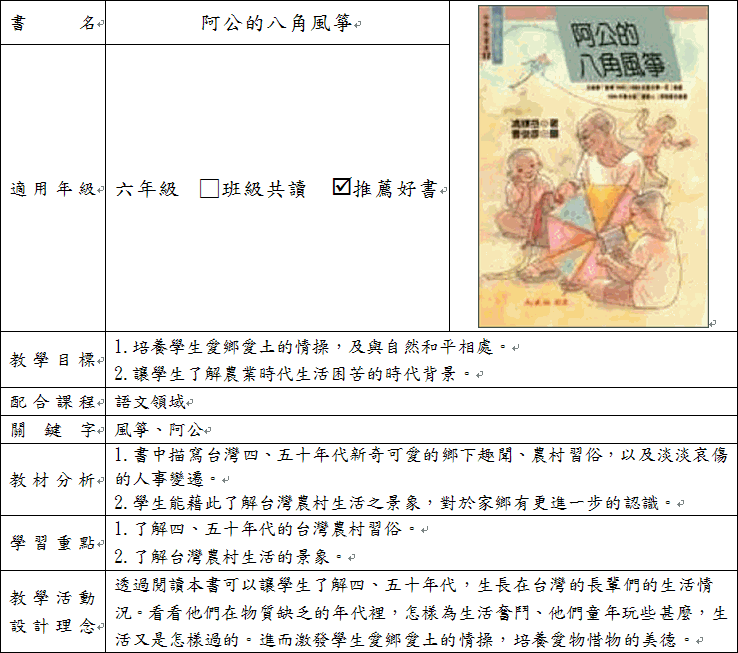 書名
阿公的八角風箏
阿公的
八角風箏
適用年級
六年級 □班級共讀 ☑推薦好書
教學目標
1.培養學生愛鄉愛土的情操，及與自然和平相處。
2.讓學生了解農業時代生活困苦的時代背景。
配合課程
語文領域
關鍵字
風箏、阿公
教材分析
1.書中描寫台灣四、五十年代新奇可愛的鄉下趣聞、農村習俗，以及淡淡哀傷
的人事變遷。
2.學生能藉此了解台灣農村生活之景象，對於家鄉有更進一步的認識。
學習重點
1.了解四、五十年代的台灣農村習俗。
2.了解台灣農村生活的景象。
教學活動
設計理念
透過閱讀本書可以讓學生了解四、五十年代，生長在台灣的長輩們的生活情
況。看看他們在物質缺乏的年代裡，怎樣為生活奮鬥、他們童年玩些甚麼，生
活又是怎樣過的。進而激發學生愛鄉愛土的情操，培養愛物惜物的美德。